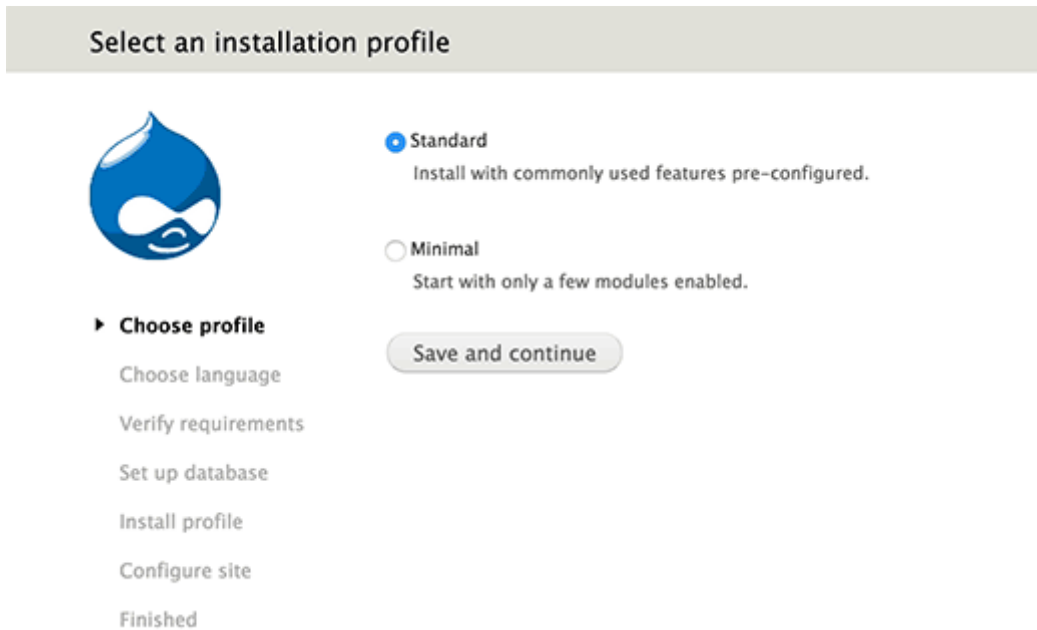 Select an installation profile
Standard
Install with commonly used features pre-configured.
Minimal
Start with only a few modules enabled.
Save and continue
Choose profile
Choose language
Verify requirements
Set up database
Install profile
Configure site
Finished